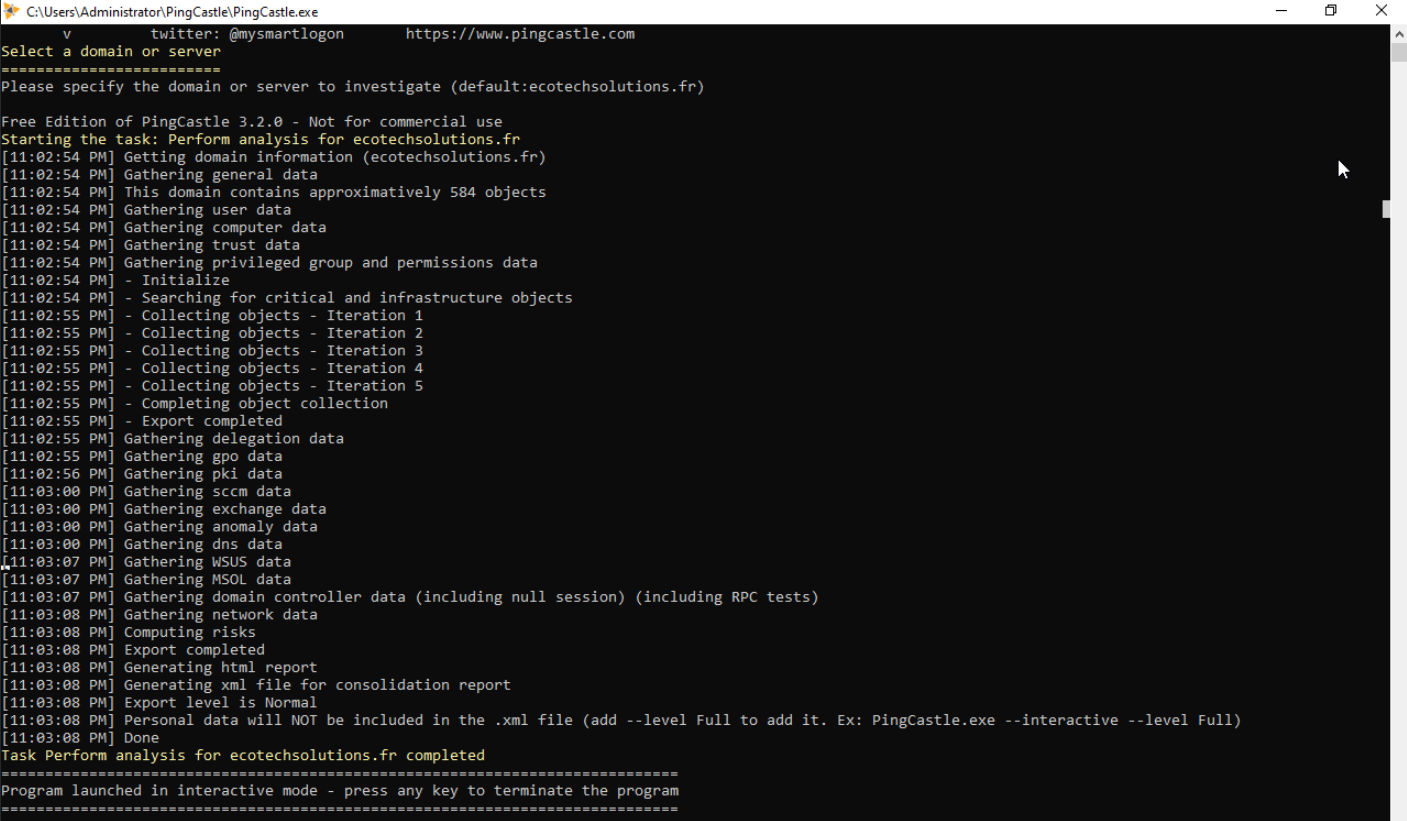 C:\Users\Administrator\PingCastle\PingCastle.exe
v twitter: @mysmartlogon https://www.pingcastle.com
Select a domain or server
=========================
Please specify the domain or server to investigate (default:ecotechsolutions.fr)
Free Edition of PingCastle 3.2.0 - Not for commercial use
Starting the task: Perform analysis for ecotechsolutions.fr
[11:02:54 PM] Getting domain information (ecotechsolutions.fr)
[11:02:54 PM] Gathering general data
[11:02:54 PM] This domain contains approximatively 584 objects
[11:02:54 PM] Gathering user data
[11:02:54 PM] Gathering computer data
[11:02:54 PM] Gathering trust data
[11:02:54 PM] Gathering privileged group and permissions data
[11:02:54 PM] - Initialize
[11:02:54 PM] - Searching for critical and infrastructure objects
[11:02:55 PM] - Collecting objects - Iteration 1
[11:02:55 PM] - Collecting objects - Iteration 2
[11:02:55 PM] - Collecting objects - Iteration 3
[11:02:55 PM] - Collecting objects - Iteration 4
[11:02:55 PM] - Collecting objects - Iteration 5
[11:02:55 PM] - Completing object collection
[11:02:55 PM] - Export completed
[11:02:55 PM] Gathering delegation data
[11:02:55 PM] Gathering gpo data
[11:02:56 PM] Gathering pki data
[11:03:00 PM] Gathering sccm data
[11:03:00 PM] Gathering exchange data
[11:03:00 PM] Gathering anomaly data
[11:03:00 PM] Gathering dns data
[11:03:07 PM] Gathering WSUS data
[11:03:07 PM] Gathering MSOL data
[11:03:07 PM] Gathering domain controller data (including null session) (including RPC tests)
[11:03:08 PM] Gathering network data
[11:03:08 PM] Computing risks
[11:03:08 PM] Export completed
[11:03:08 PM] Generating html report
[11:03:08 PM] Generating xml file for consolidation report
[11:03:08 PM] Export level is Normal
[11:03:08 PM] Personal data will NOT be included in the .xml file (add --level Full to add it. Ex: PingCastle.exe --interactive --level Full)
[11:03:08 PM] Done
Task Perform analysis for ecotechsolutions.fr completed
=============================================================================
Program launched in interactive mode - press any key to terminate the program
=============================================================================